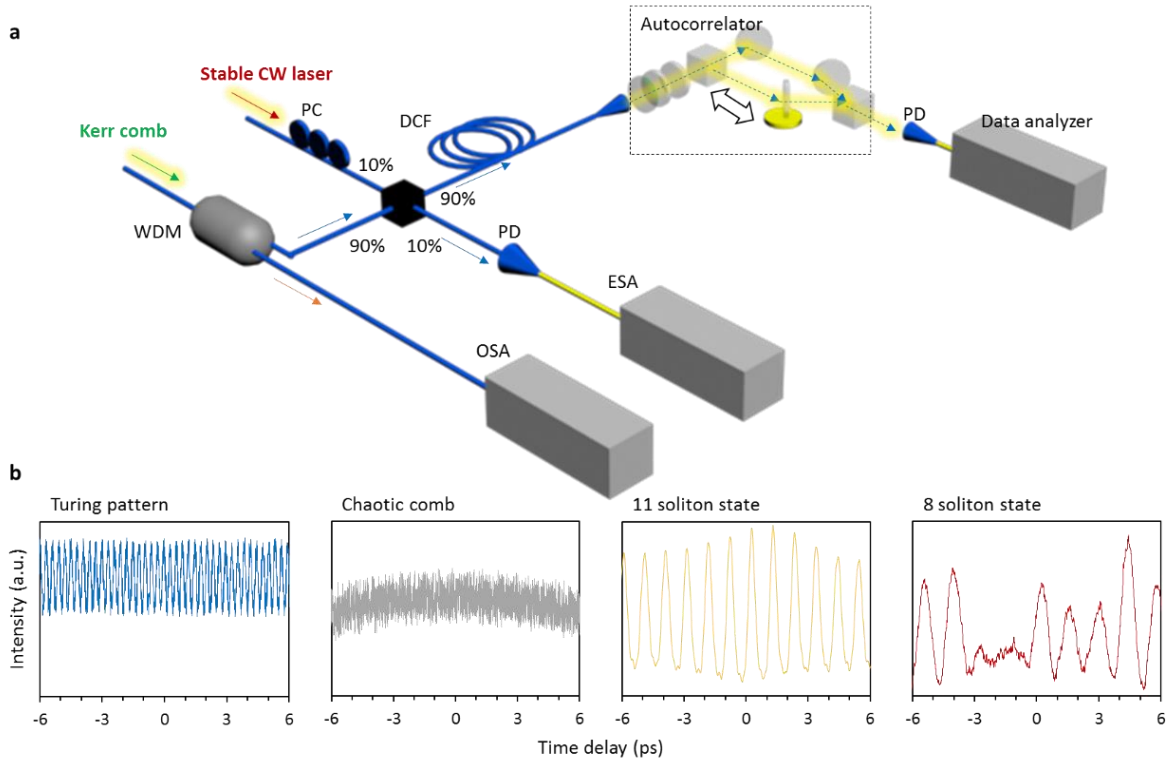 a
Autocorrelator
Stable CW laser
PC
DCF
PD
Data analyzer
Kerr comb
10%
90%
WDM
90%
10%
PD
ESA
OSA
b
Turing pattern
Chaotic comb
11 soliton state
8 soliton state
Intensity (a.u.)
-6 -3 0 3 6
-6 -3 0 3 6
-6 -3 0 3 6
-6 -3 0 3 6
Time delay (ps)